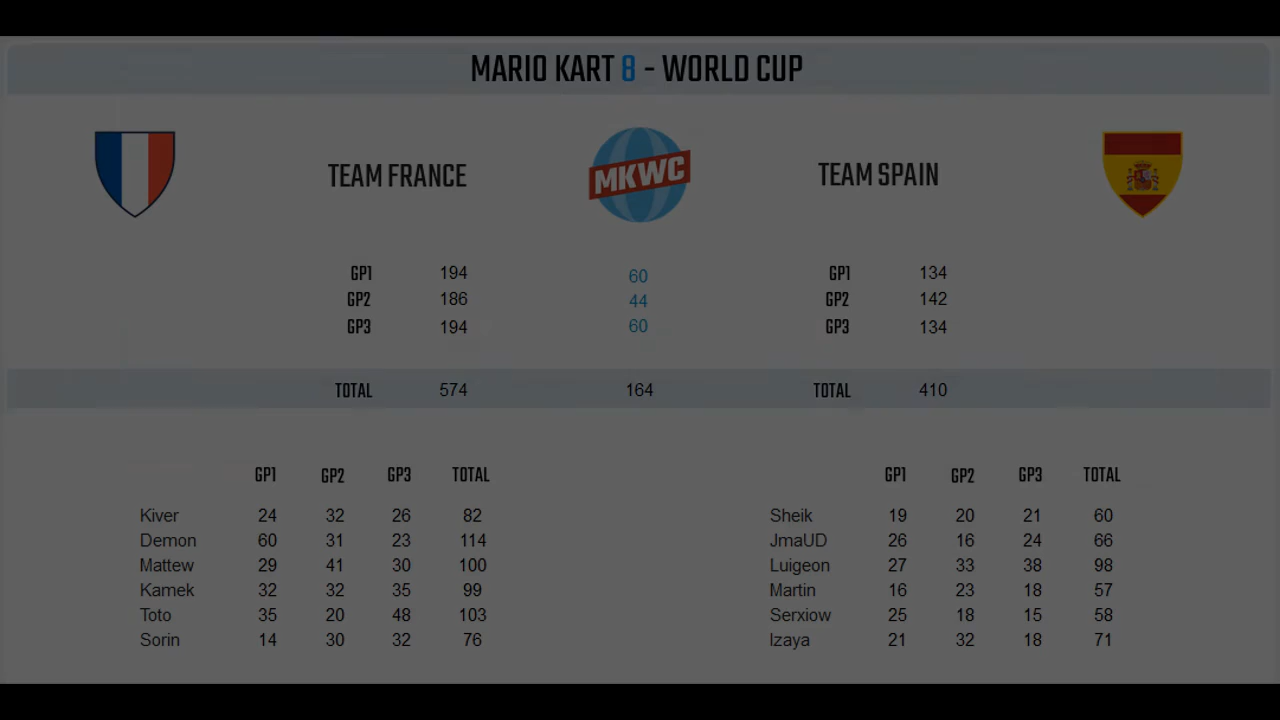 MARIO KART 8 - WORLD CUP
TEAM FRANCE MKWC TEAM SPAIN
GP1 194 60 GP1 134
GP2 186 44 GP2 142
GP3 194 60 GP3 134
TOTAL 574 164 TOTAL 410
GP1 GP2 GP3 TOTAL GP1 GP2 GP3 TOTAL
Kiver 24 32 26 82 Sheik 19 20 21 60
Demon 60 31 23 114 JmaUD 26 16 24 66
Mattew 29 41 30 100 Luigeon 27 33 38 98
Kamek 32 32 35 99 Martin 16 23 18 57
Toto 35 20 48 103 Serxiow 25 18 15 58
Sorin 14 30 32 76 Izaya 21 32 18 71